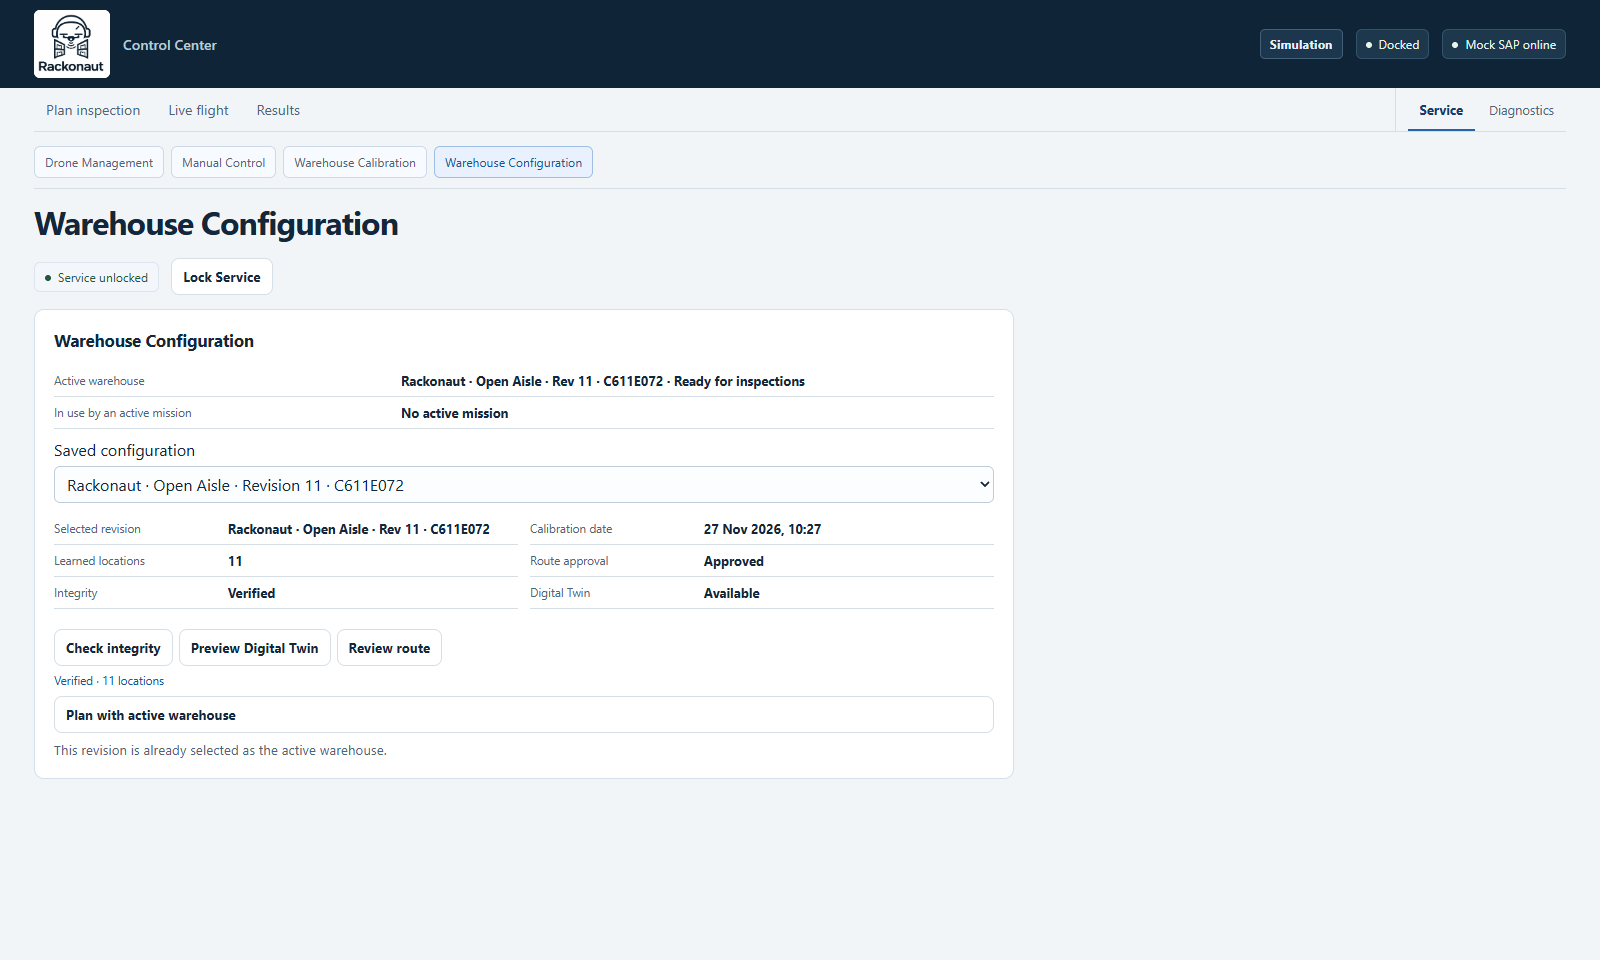 Rackonaut
Control Center
Simulation
Docked
Mock SAP online
Plan inspection
Live flight
Results
Service
Diagnostics
Drone Management
Manual Control
Warehouse Calibration
Warehouse Configuration
Warehouse Configuration
Service unlocked
Lock Service
Warehouse Configuration
Active warehouse
Rackonaut · Open Aisle · Rev 11 · C611E072 · Ready for inspections
In use by an active mission
No active mission
Saved configuration
Rackonaut · Open Aisle · Revision 11 · C611E072
Selected revision
Rackonaut · Open Aisle · Rev 11 · C611E072
Calibration date
27 Nov 2026, 10:27
Learned locations
11
Route approval
Approved
Integrity
Verified
Digital Twin
Available
Check integrity
Preview Digital Twin
Review route
Verified · 11 locations
Plan with active warehouse
This revision is already selected as the active warehouse.